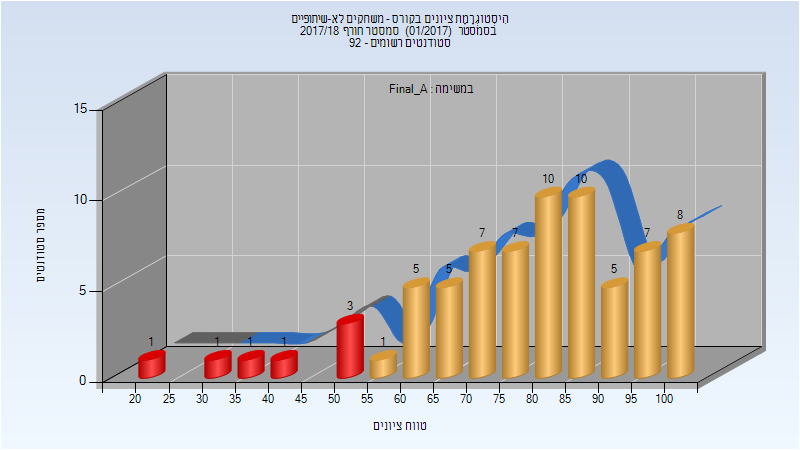 היסטוגרמת ציונים בקורס - משחקים לא-שיתופיים
בסמסטר (01/2017) סמסטר חורף 2017/18
סטודנטים רשומים - 92
במשימה : Final_A
מספר סטודנטים
15
10
5
0
1
1
1
1
3
1
5
5
7
7
10
10
5
7
8
20 25 30 35 40 45 50 55 60 65 70 75 80 85 90 95 100
טווח ציונים